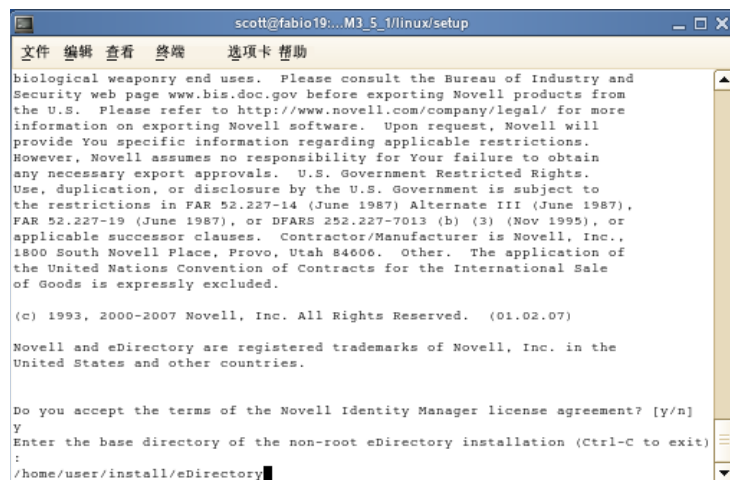 scott@fabio19:...M3_5_1/linux/setup
文件 编辑 查看 终端 选项卡 帮助
biological weaponry end uses.  Please consult the Bureau of Industry and
Security web page www.bis.doc.gov before exporting Novell products from
the U.S.  Please refer to http://www.novell.com/company/legal/ for more
information on exporting Novell software.  Upon request, Novell will
provide You specific information regarding applicable restrictions.
However, Novell assumes no responsibility for Your failure to obtain
any necessary export approvals.  U.S. Government Restricted Rights.
Use, duplication, or disclosure by the U.S. Government is subject to
the restrictions in FAR 52.227-14 (June 1987) Alternate III (June 1987),
FAR 52.227-19 (June 1987), or DFARS 252.227-7013 (b) (3) (Nov 1995), or
applicable successor clauses.  Contractor/Manufacturer is Novell, Inc.,
1800 South Novell Place, Provo, Utah 84606.  Other.  The application of
the United Nations Convention of Contracts for the International Sale
of Goods is expressly excluded.
(c) 1993, 2000-2007 Novell, Inc. All Rights Reserved.  (01.02.07)
Novell and eDirectory are registered trademarks of Novell, Inc. in the
United States and other countries.
Do you accept the terms of the Novell Identity Manager license agreement? [y/n]
y
Enter the base directory of the non-root eDirectory installation (Ctrl-C to exit)
:
/home/user/install/eDirectory